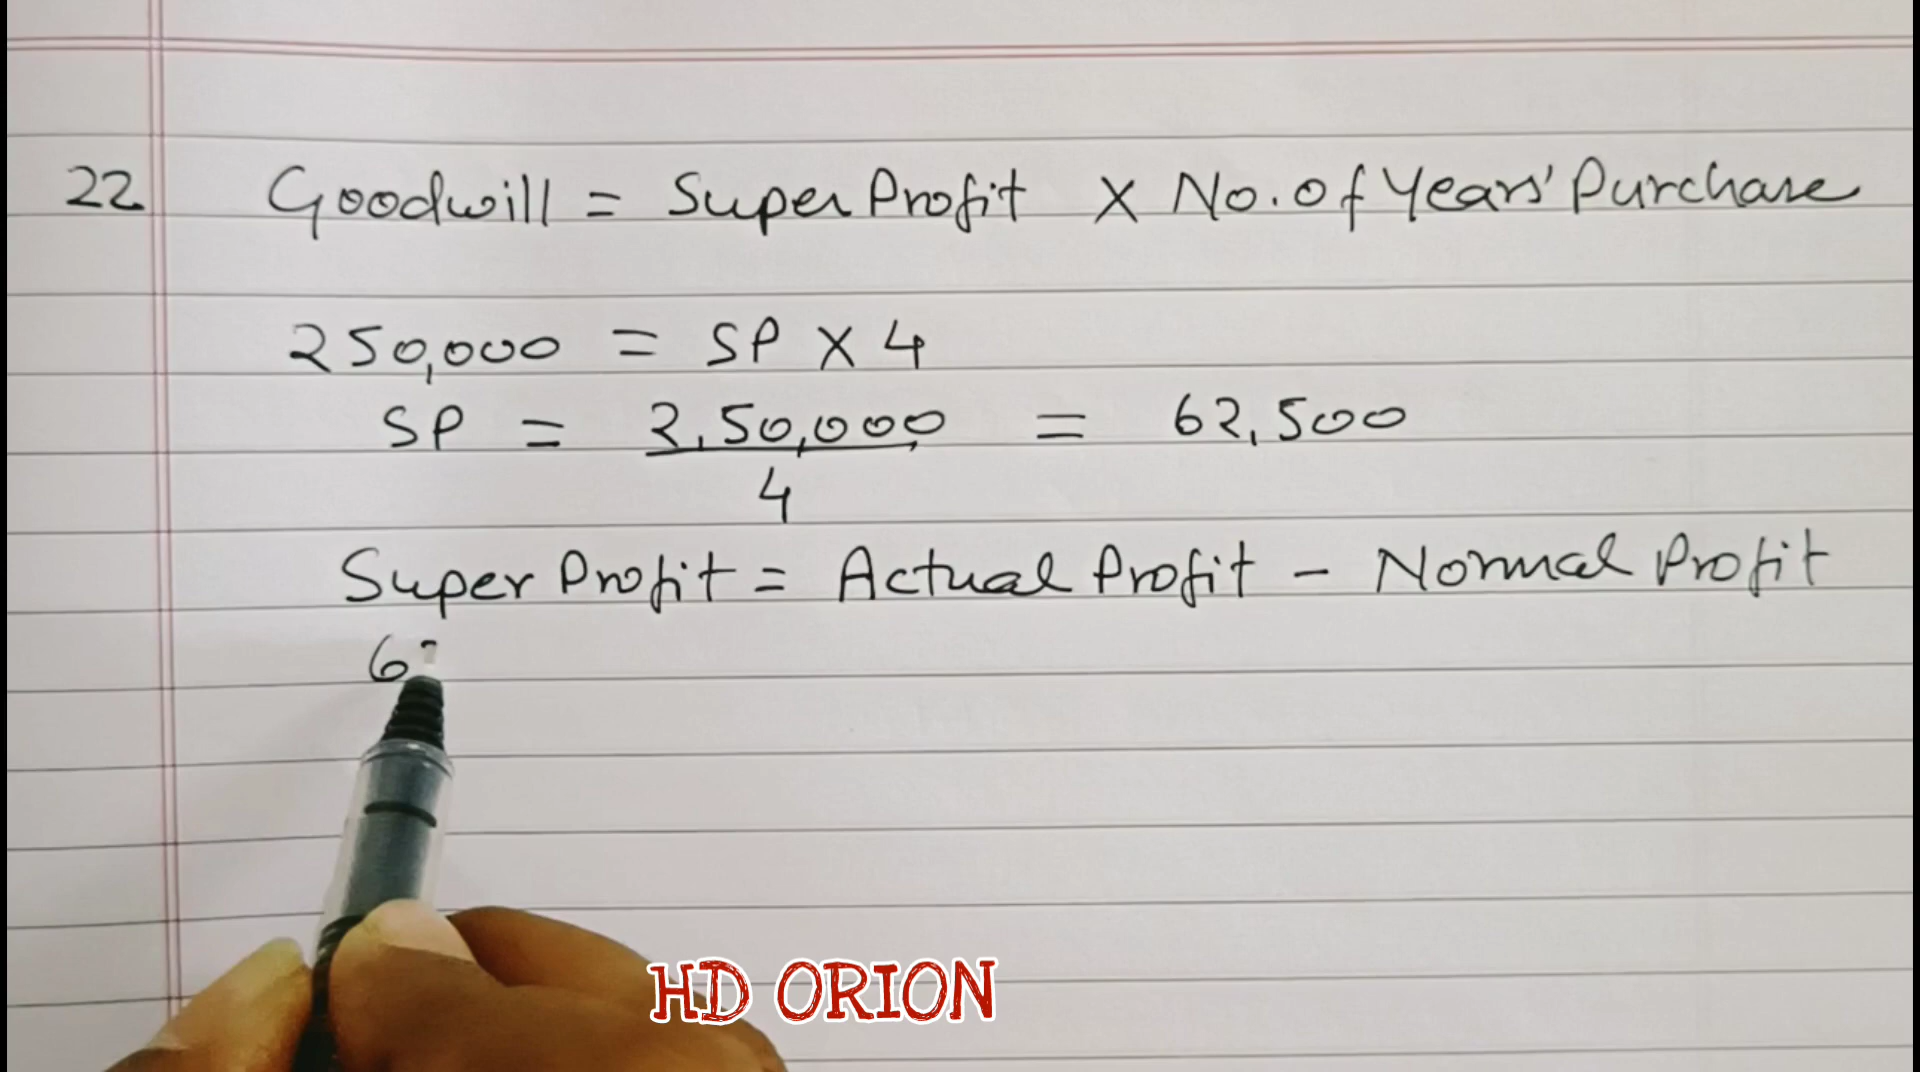 22 Goodwill = Super Profit X No. of Years' Purchase
250,000 = SP X 4
SP = 2,50,000 = 62,500
4
Super Profit = Actual Profit - Normal Profit
6
HD ORION